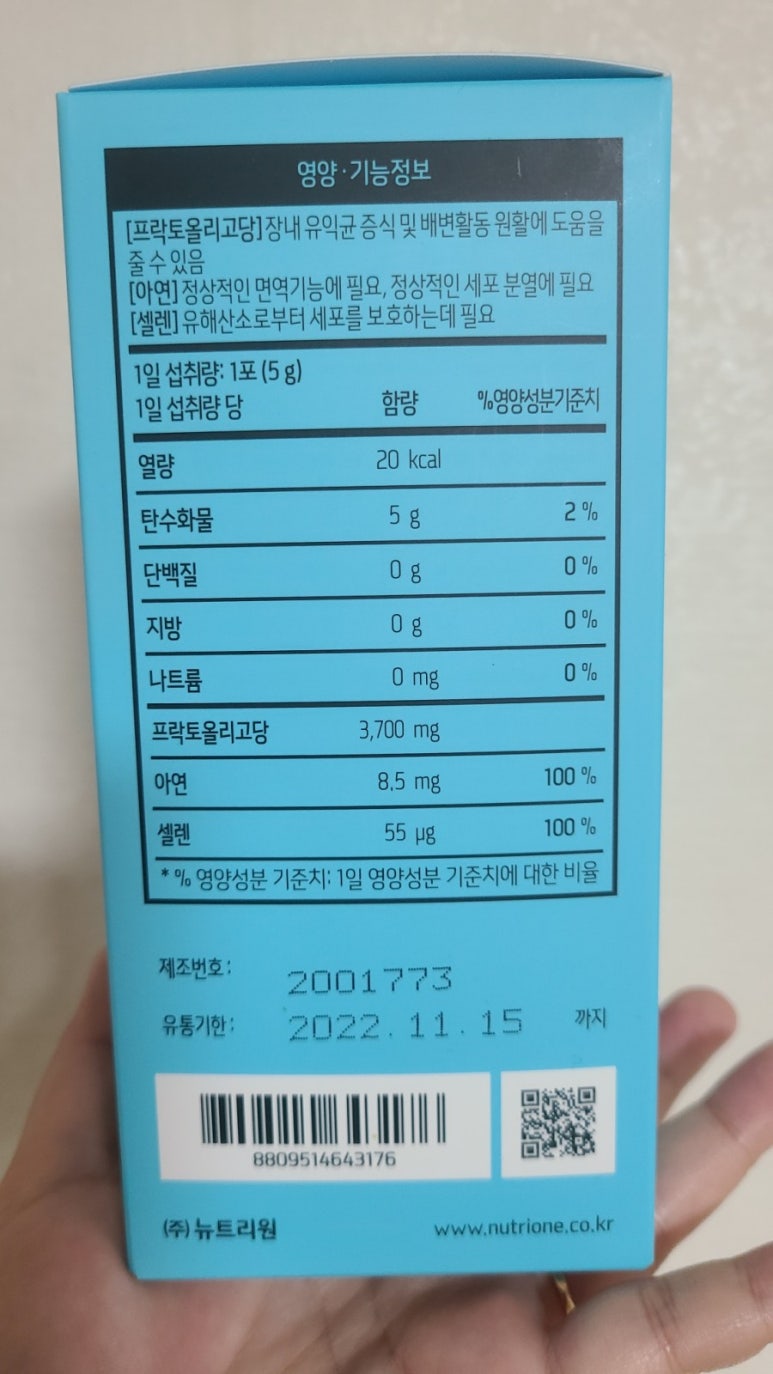 영양·기능정보
[프락토올리고당] 장내 유익균 증식 및 배변활동 원활에 도움을
줄 수 있음
[아연] 정상적인 면역기능에 필요, 정상적인 세포 분열에 필요
[셀렌] 유해산소로부터 세포를 보호하는데 필요
1일 섭취량: 1포 (5 g)
1일 섭취량 당 함량 %영양성분기준치
열량 20 kcal
탄수화물 5 g 2 %
단백질 0 g 0 %
지방 0 g 0 %
나트륨 0 mg 0 %
프락토올리고당 3,700 mg
아연 8.5 mg 100 %
셀렌 55 µg 100 %
* % 영양성분 기준치: 1일 영양성분 기준치에 대한 비율
제조번호: 2001773
유통기한: 2022.11.15 까지
8809514643176
(주)뉴트리원 www.nutrione.co.kr